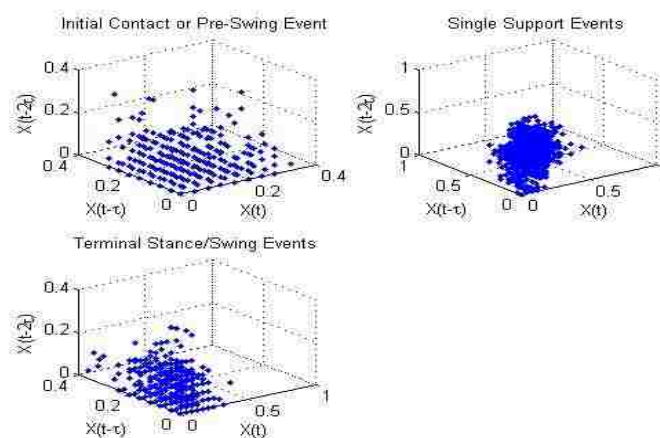 Initial Contact or Pre-Swing Event
0.4
0.2
0
X(t-2τ)
0.4
0.2
0
X(t-τ)
0
0.2
0.4
X(t)
Single Support Events
1
0.5
0
X(t-2τ)
1
0.5
0
X(t-τ)
0
0.5
1
X(t)
Terminal Stance/Swing Events
0.4
0.2
0
X(t-2τ)
0.4
0.2
0
X(t-τ)
0
0.5
1
X(t)